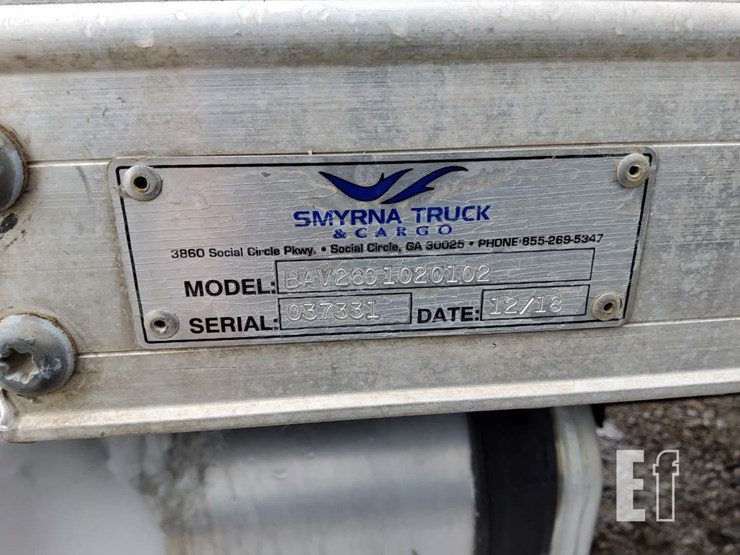 SMYRNA TRUCK
& CARGO
3860 Social Circle Pkwy. • Social Circle, GA 30025 • PHONE 855-269-5347
MODEL: BAV2601020102
SERIAL: 037331 DATE: 12/18
Ef